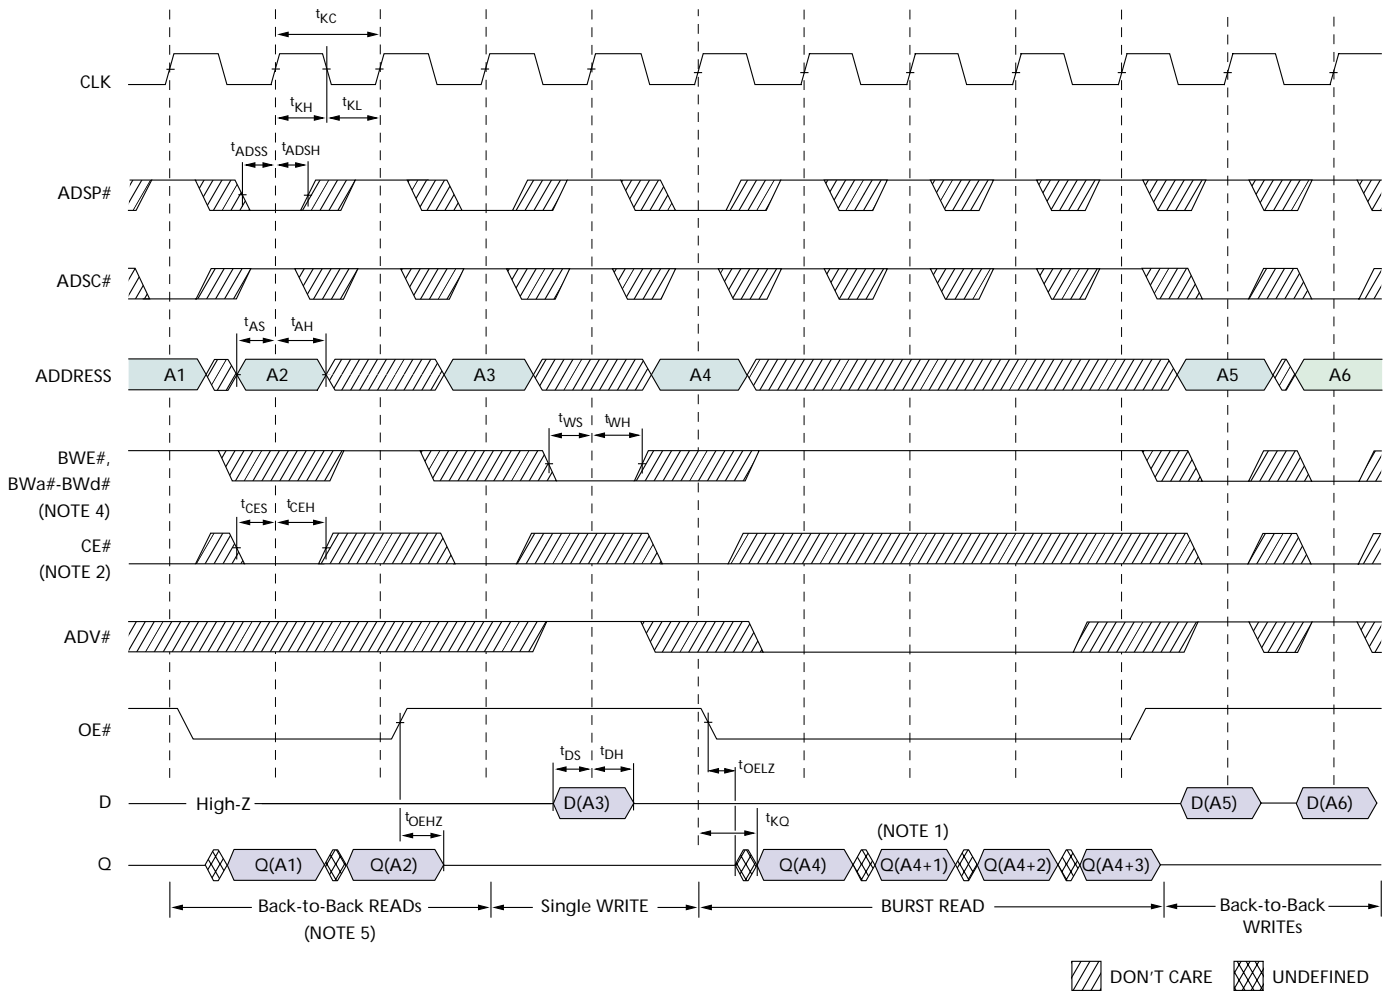 tKC
CLK
tKH
tKL
tADSS
tADSH
ADSP#
ADSC#
tAS
tAH
ADDRESS
A1
A2
A3
A4
A5
A6
tWS
tWH
BWE#,
BWa#-BWd#
(NOTE 4)
tCES
tCEH
CE#
(NOTE 2)
ADV#
OE#
tDS
tDH
tOELZ
D
High-Z
D(A3)
D(A5)
D(A6)
tOEHZ
tKQ
(NOTE 1)
Q
Q(A1)
Q(A2)
Q(A4)
Q(A4+1)
Q(A4+2)
Q(A4+3)
Back-to-Back READs
(NOTE 5)
Single WRITE
BURST READ
Back-to-Back
WRITEs
DON'T CARE
UNDEFINED